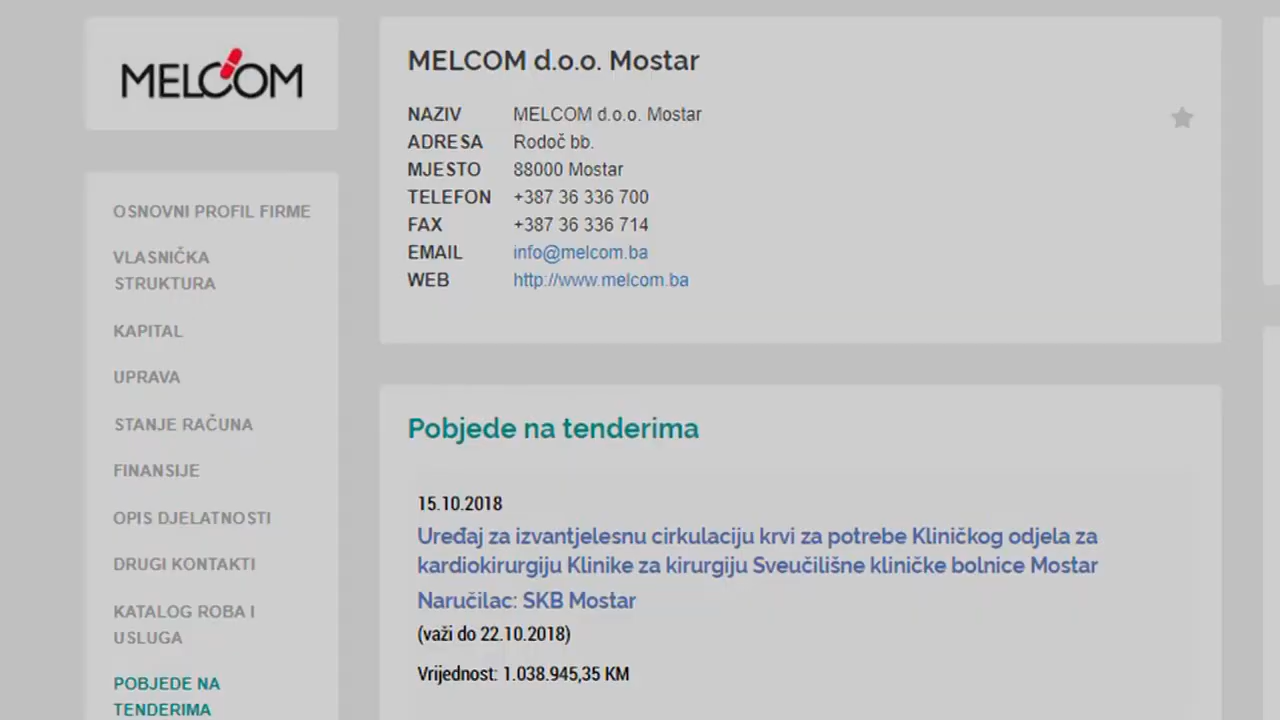 MELCOM
OSNOVNI PROFIL FIRME
VLASNIČKA
STRUKTURA
KAPITAL
UPRAVA
STANJE RAČUNA
FINANSIJE
OPIS DJELATNOSTI
DRUGI KONTAKTI
KATALOG ROBA I
USLUGA
POBJEDE NA
TENDERIMA
MELCOM d.o.o. Mostar
NAZIV MELCOM d.o.o. Mostar
ADRESA Rodoč bb.
MJESTO 88000 Mostar
TELEFON +387 36 336 700
FAX +387 36 336 714
EMAIL info@melcom.ba
WEB http://www.melcom.ba
Pobjede na tenderima
15.10.2018
Uređaj za izvantjelesnu cirkulaciju krvi za potrebe Kliničkog odjela za
kardiokirurgiju Klinike za kirurgiju Sveučilišne kliničke bolnice Mostar
Naručilac: SKB Mostar
(važi do 22.10.2018)
Vrijednost: 1.038.945,35 KM